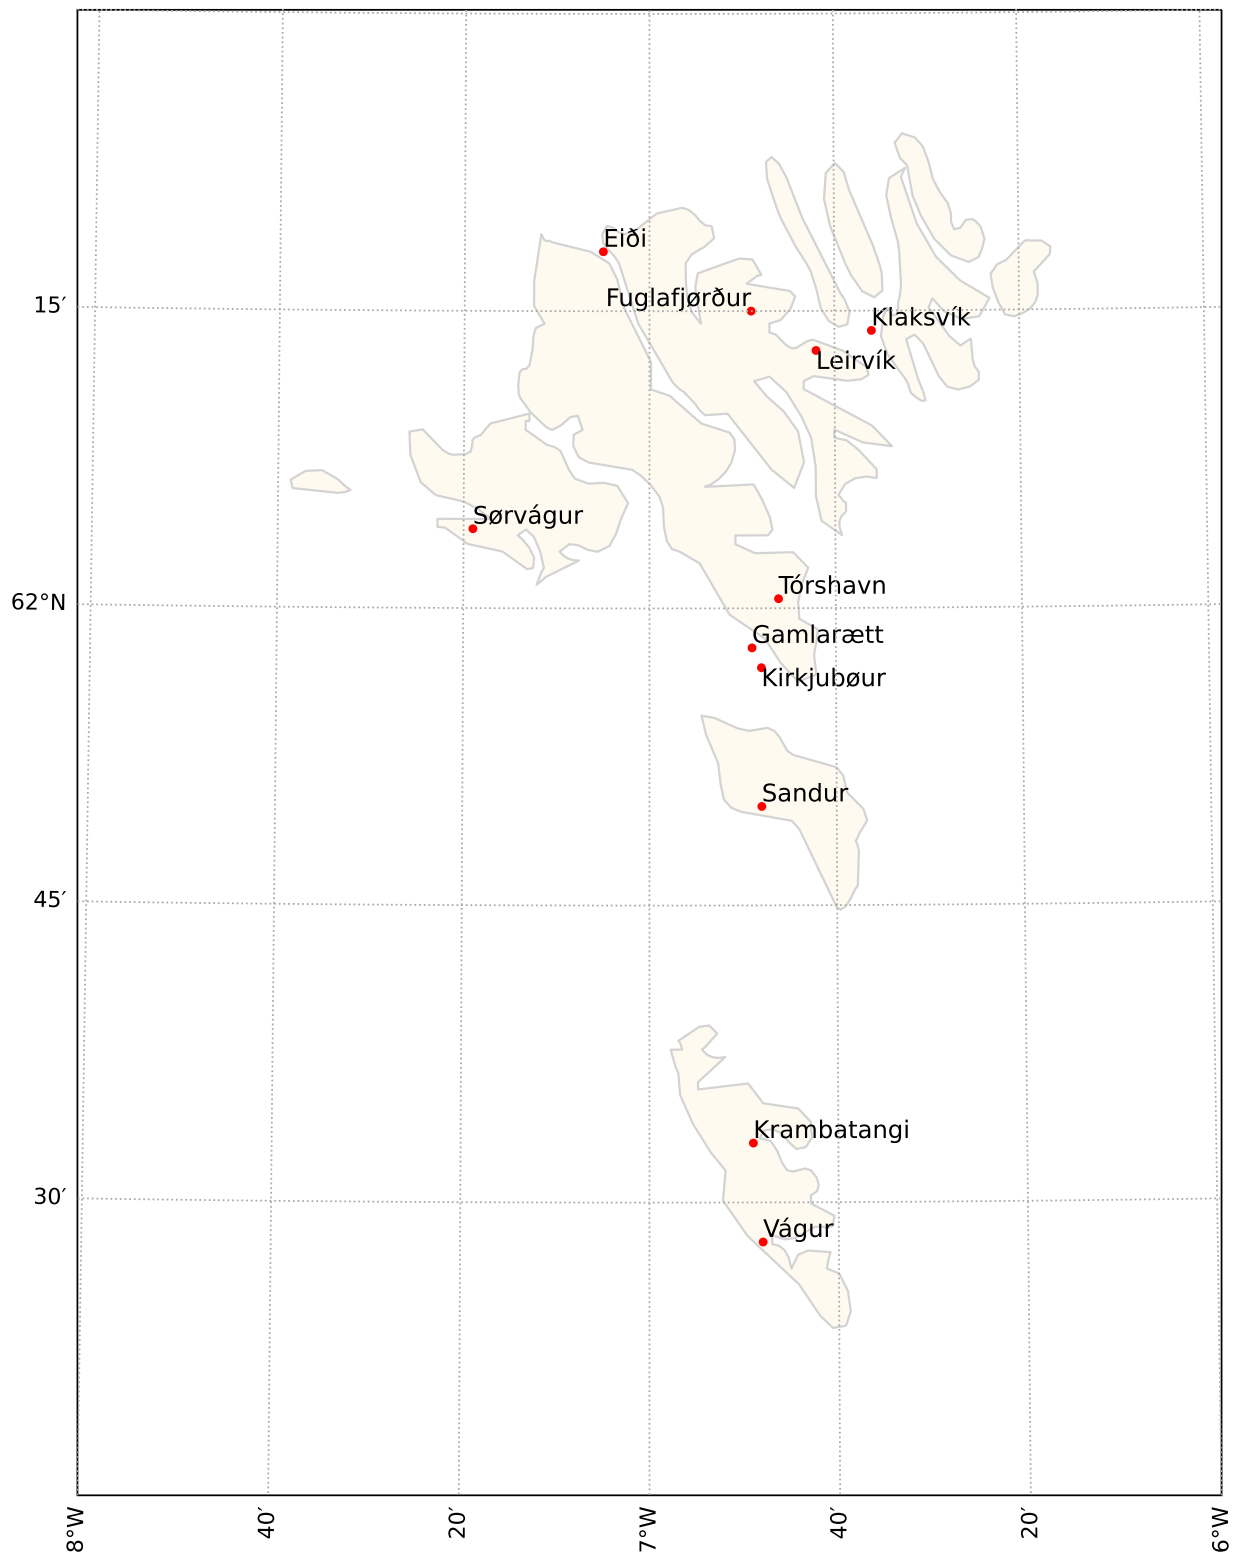 Eiði
Fuglafjørður
15′
Klaksvík
Leirvík
Sørvágur
Tórshavn
62°N
Gamlarætt
Kirkjubøur
Sandur
45′
Krambatangi
30′
Vágur
8°W
40′
20′
7°W
40′
20′
6°W